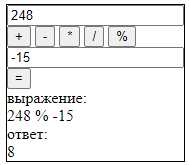 248
+ - * / %
-15
=
выражение:
248 % -15
ответ:
8